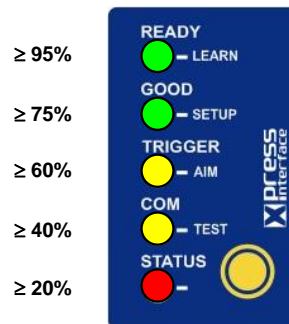 READY
≥ 95% LEARN
GOOD
≥ 75% SETUP
TRIGGER
≥ 60% AIM
COM
≥ 40% TEST
STATUS
≥ 20%
Xpress
interface